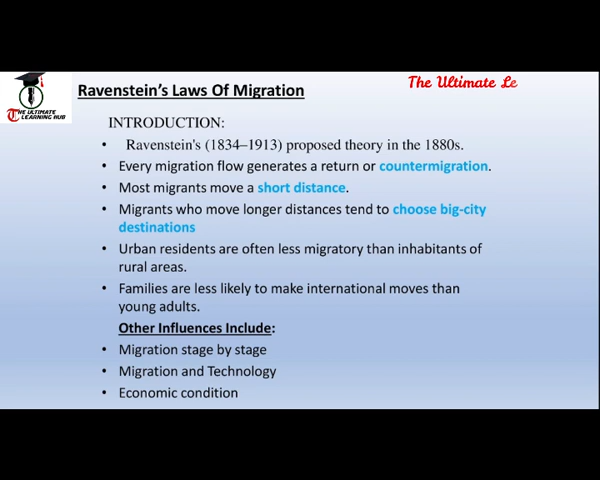 The Ultimate Le
THE ULTIMATE
LEARNING HUB
Ravenstein's Laws Of Migration
INTRODUCTION:
• Ravenstein's (1834–1913) proposed theory in the 1880s.
• Every migration flow generates a return or countermigration.
• Most migrants move a short distance.
• Migrants who move longer distances tend to choose big-city
destinations
• Urban residents are often less migratory than inhabitants of
rural areas.
• Families are less likely to make international moves than
young adults.
Other Influences Include:
• Migration stage by stage
• Migration and Technology
• Economic condition